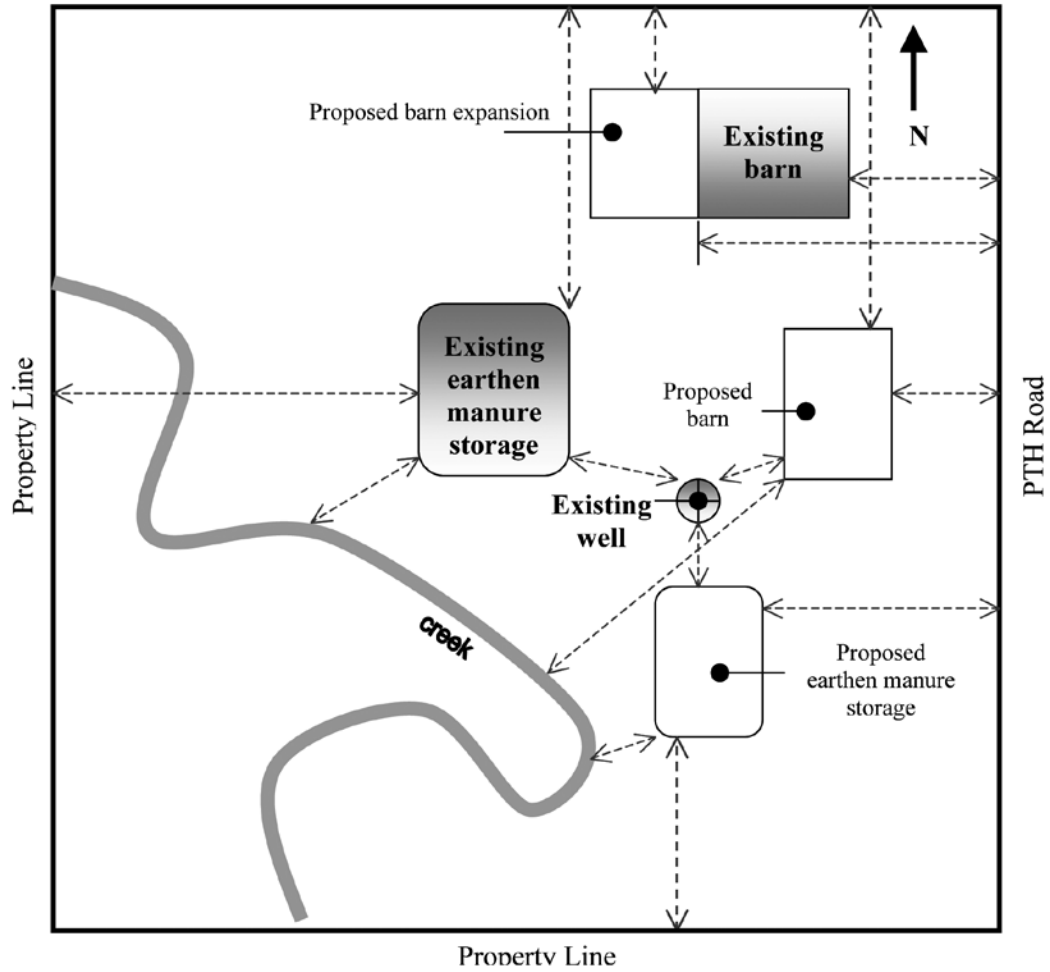 Proposed barn expansion
Existing
barn
N
Existing
earthen
manure
storage
Proposed
barn
Existing
well
creek
Proposed
earthen manure
storage
Property Line
PTH Road
Property Line